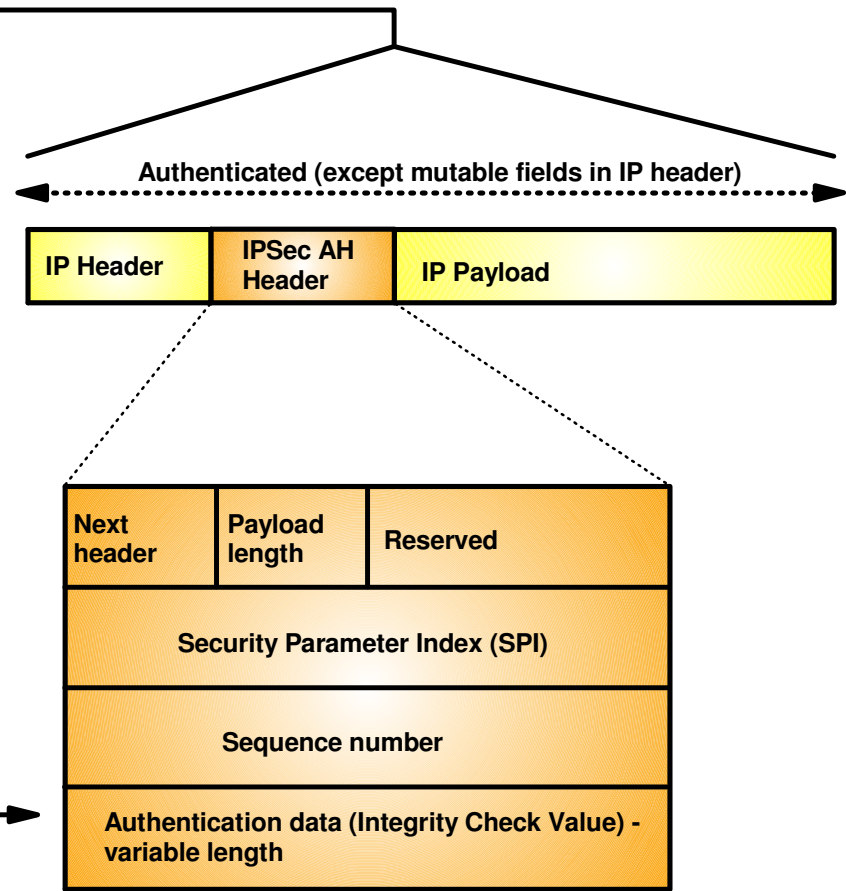 Authenticated (except mutable fields in IP header)
IP Header
IPSec AH
Header
IP Payload
Next
header
Payload
length
Reserved
Security Parameter Index (SPI)
Sequence number
Authentication data (Integrity Check Value) -
variable length